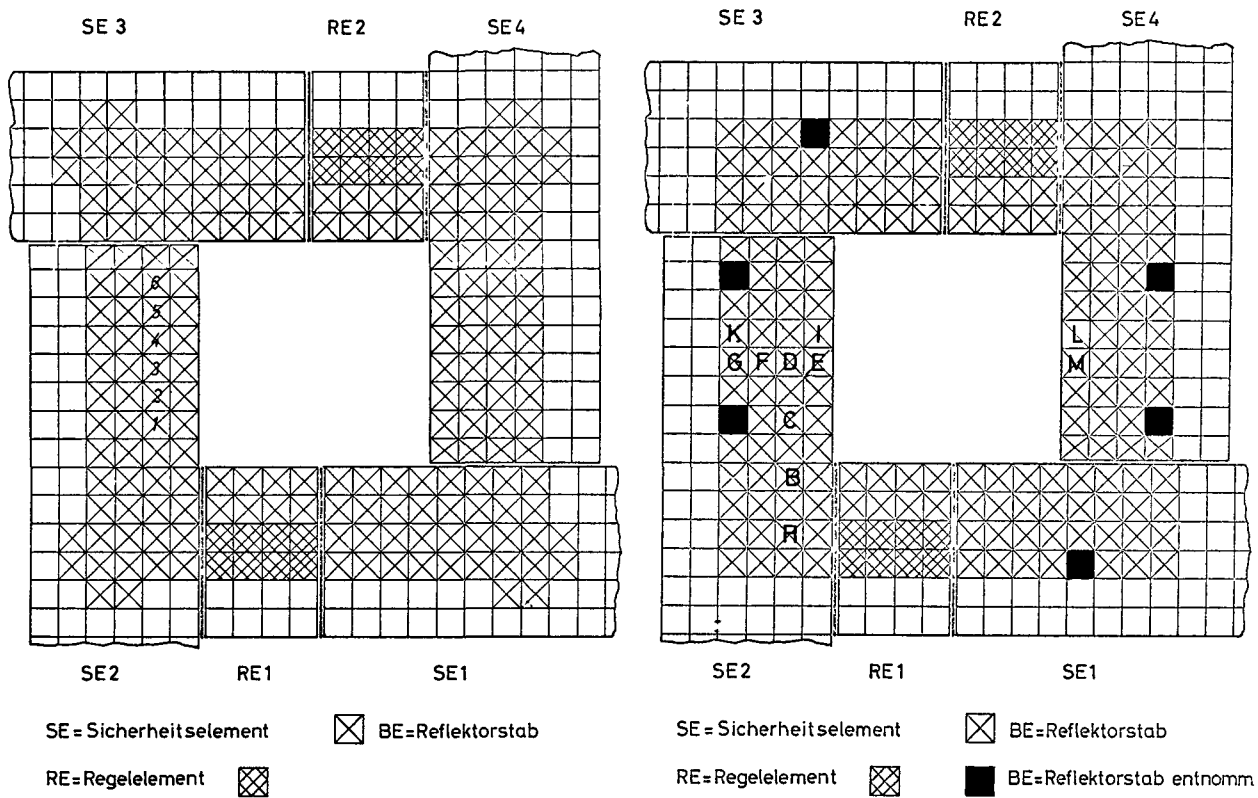 SE 3 RE2 SE4
6
5
4
3
2
1
SE2 RE1 SE1
SE = Sicherheitselement BE=Reflektorstab
RE = Regelelement
SE 3 RE2 SE4
K I L
G F D E M
C
B
SE2 RE1 SE1
SE = Sicherheitselement BE=Reflektorstab
RE = Regelelement BE=Reflektorstab entnomm